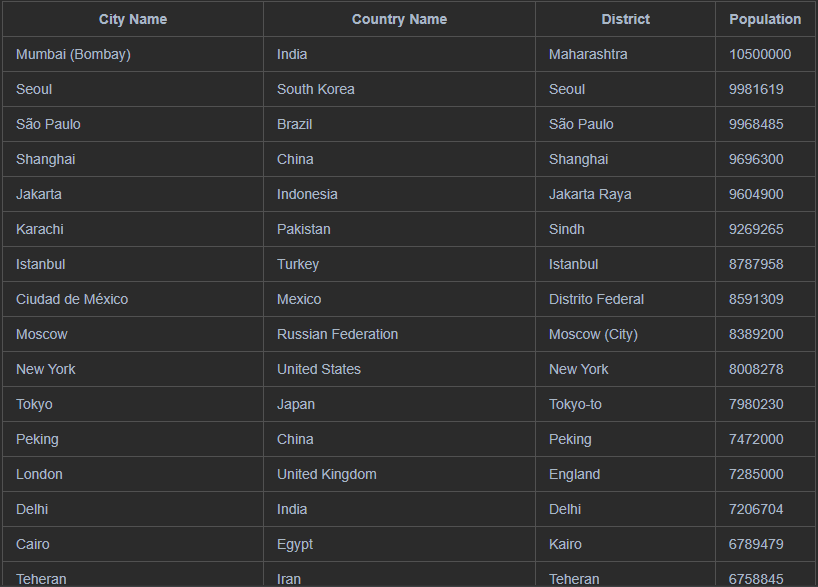 City Name Country Name District Population
Mumbai (Bombay) India Maharashtra 10500000
Seoul South Korea Seoul 9981619
São Paulo Brazil São Paulo 9968485
Shanghai China Shanghai 9696300
Jakarta Indonesia Jakarta Raya 9604900
Karachi Pakistan Sindh 9269265
Istanbul Turkey Istanbul 8787958
Ciudad de México Mexico Distrito Federal 8591309
Moscow Russian Federation Moscow (City) 8389200
New York United States New York 8008278
Tokyo Japan Tokyo-to 7980230
Peking China Peking 7472000
London United Kingdom England 7285000
Delhi India Delhi 7206704
Cairo Egypt Kairo 6789479
Teheran Iran Teheran 6758845